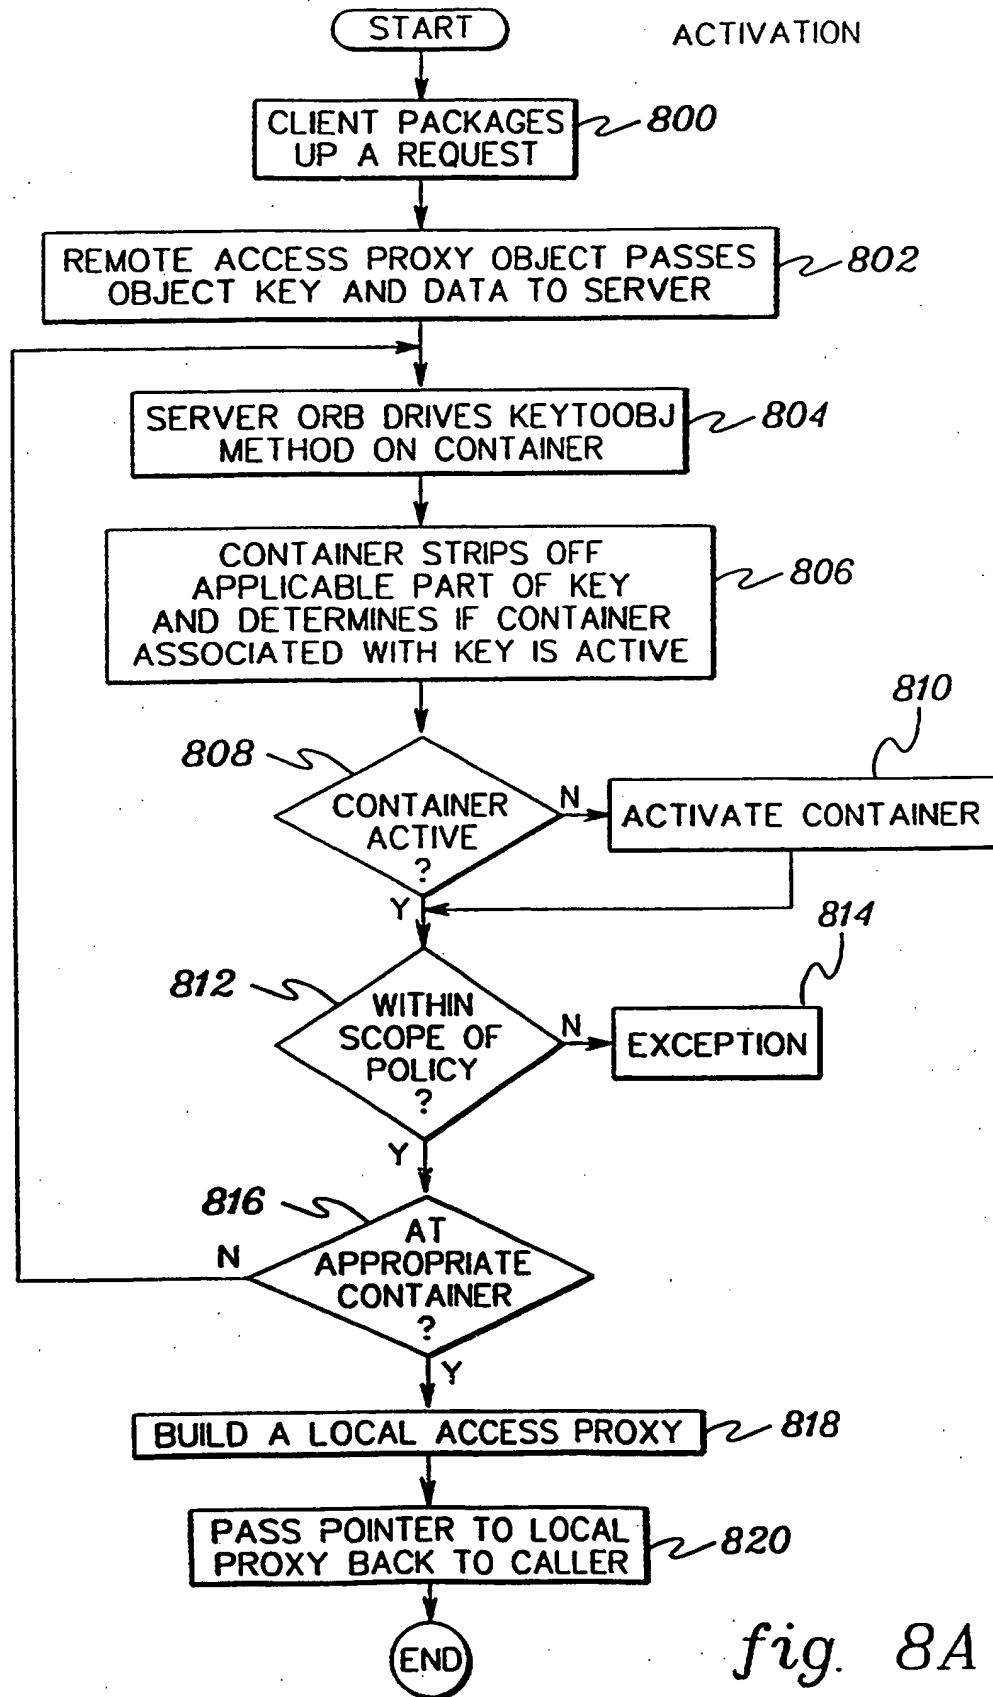 START
ACTIVATION
CLIENT PACKAGES
UP A REQUEST
800
REMOTE ACCESS PROXY OBJECT PASSES
OBJECT KEY AND DATA TO SERVER
802
SERVER ORB DRIVES KEYTOOBJ
METHOD ON CONTAINER
804
CONTAINER STRIPS OFF
APPLICABLE PART OF KEY
AND DETERMINES IF CONTAINER
ASSOCIATED WITH KEY IS ACTIVE
806
808
CONTAINER
ACTIVE
?
N
810
ACTIVATE CONTAINER
Y
812
WITHIN
SCOPE OF
POLICY
?
N
814
EXCEPTION
Y
816
AT
APPROPRIATE
CONTAINER
?
N
Y
BUILD A LOCAL ACCESS PROXY
818
PASS POINTER TO LOCAL
PROXY BACK TO CALLER
820
END
fig. 8A